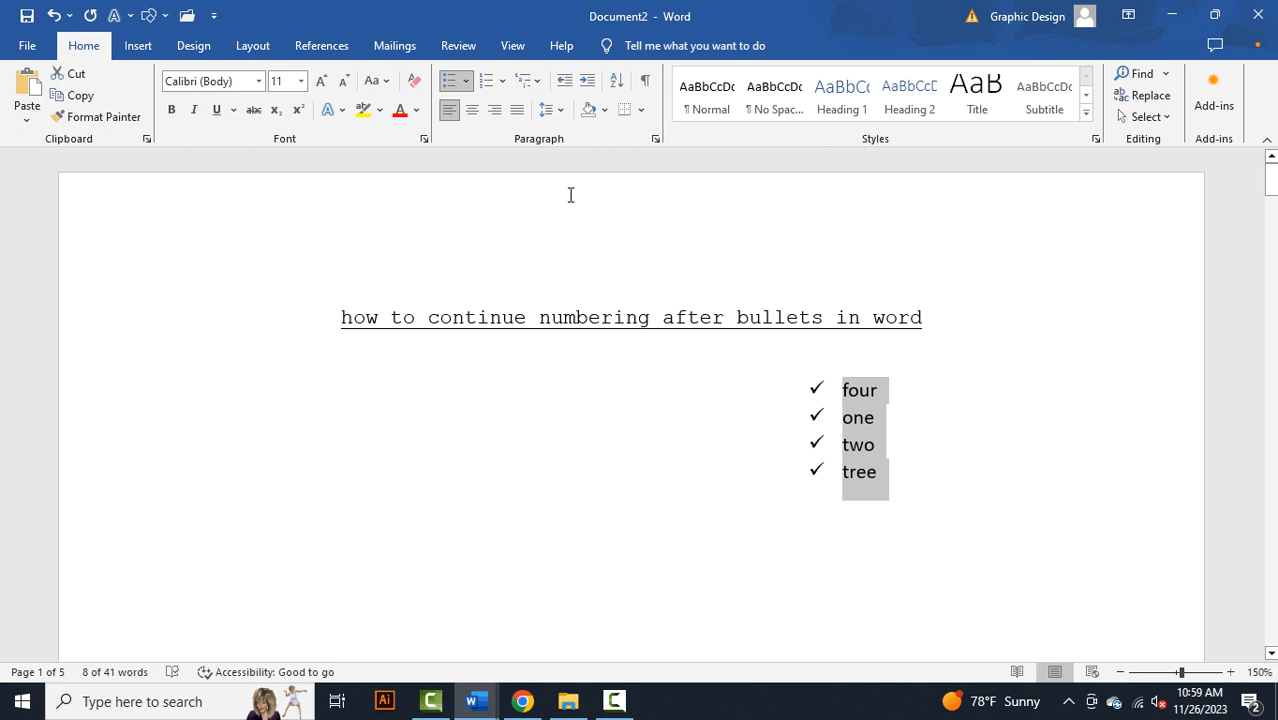 Document2 - Word
Graphic Design
File Home Insert Design Layout References Mailings Review View Help Tell me what you want to do
Paste
Cut
Copy
Format Painter
Clipboard
Calibri (Body) 11
Font
Paragraph
AaBbCcDc AaBbCcDc AaBbCc AaBbCcD AaB AaBbCcD
¶ Normal ¶ No Spac... Heading 1 Heading 2 Title Subtitle
Styles
Find
Replace
Select
Editing
Add-ins
Add-ins
how to continue numbering after bullets in word
four
one
two
tree
Page 1 of 5 8 of 41 words Accessibility: Good to go 150%
Type here to search
Ai
78°F Sunny
10:59 AM
11/26/2023
2